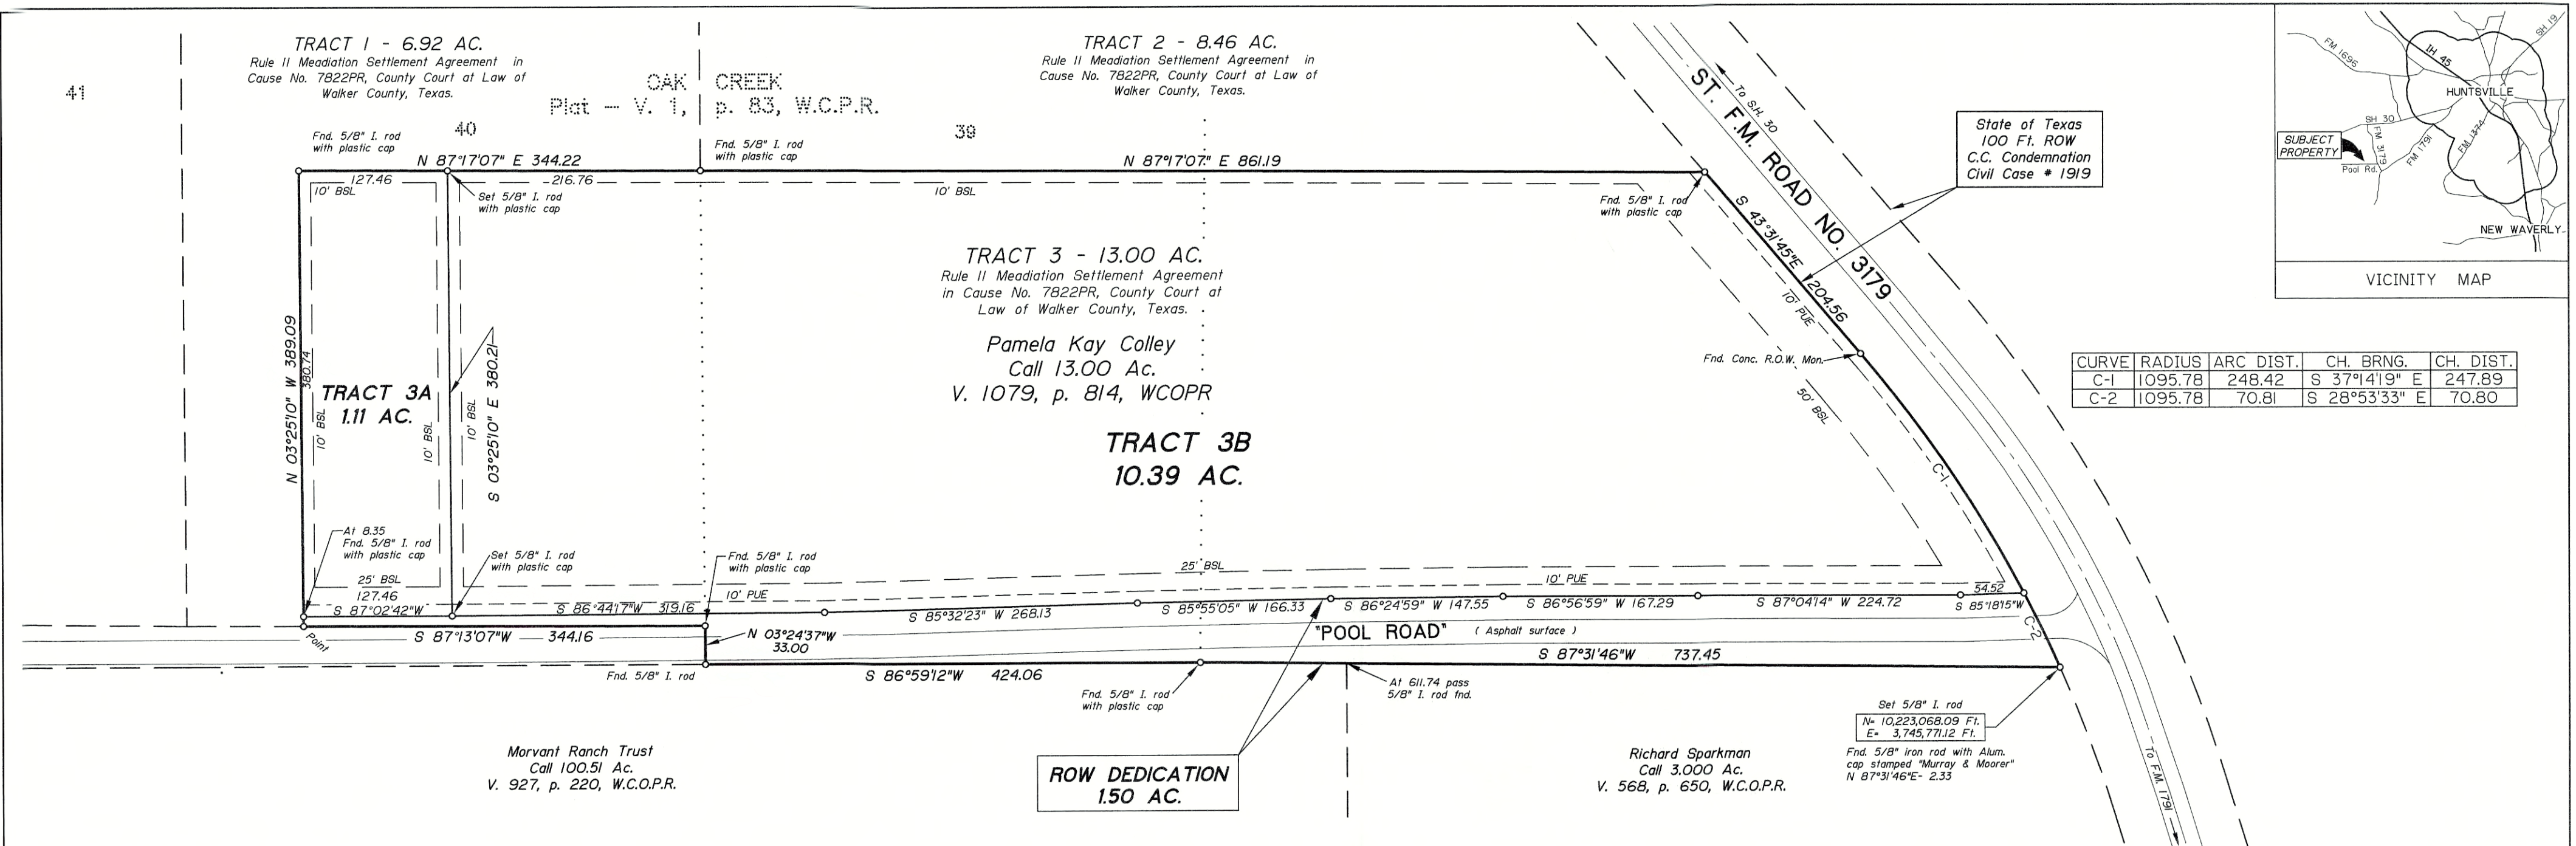 TRACT 1 - 6.92 AC.
Rule 11 Meadiation Settlement Agreement in
Cause No. 7822PR, County Court at Law of
Walker County, Texas.
TRACT 2 - 8.46 AC.
Rule 11 Meadiation Settlement Agreement in
Cause No. 7822PR, County Court at Law of
Walker County, Texas.
41
OAK CREEK
Plat -- V. 1, p. 83, W.C.P.R.
40
39
Fnd. 5/8" I. rod
with plastic cap
N 87°17'07" E 344.22
Fnd. 5/8" I. rod
with plastic cap
N 87°17'07" E 861.19
127.46
216.76
10' BSL
10' BSL
Set 5/8" I. rod
with plastic cap
Fnd. 5/8" I. rod
with plastic cap
To S.H. 30
ST. F.M. ROAD NO. 3179
State of Texas
100 Ft. ROW
C.C. Condemnation
Civil Case # 1919
S 43°31'45"E 204.56
10' PUE
Fnd. Conc. R.O.W. Mon.
50' BSL
C-1
TRACT 3 - 13.00 AC.
Rule 11 Meadiation Settlement Agreement
in Cause No. 7822PR, County Court at
Law of Walker County, Texas.
Pamela Kay Colley
Call 13.00 Ac.
V. 1079, p. 814, WCOPR
TRACT 3B
10.39 AC.
N 03°25'10" W 389.09
380.74
TRACT 3A
1.11 AC.
10' BSL
10' BSL
10' BSL
S 03°25'10" E 380.21
At 8.35
Fnd. 5/8" I. rod
with plastic cap
Set 5/8" I. rod
with plastic cap
Fnd. 5/8" I. rod
with plastic cap
25' BSL
25' BSL
127.46
S 87°02'42"W
10' PUE
10' PUE
S 86°44'17"W 319.16
S 85°32'23" W 268.13
S 85°55'05" W 166.33
S 86°24'59" W 147.55
S 86°56'59" W 167.29
S 87°04'14" W 224.72
54.52
S 85°18'15"W
Point
S 87°13'07"W 344.16
N 03°24'37"W
33.00
"POOL ROAD" ( Asphalt surface )
C-2
S 87°31'46"W 737.45
Fnd. 5/8" I. rod
S 86°59'12"W 424.06
Fnd. 5/8" I. rod
with plastic cap
At 611.74 pass
5/8" I. rod fnd.
Set 5/8" I. rod
N= 10,223,068.09 Ft.
E= 3,745,771.12 Ft.
Fnd. 5/8" iron rod with Alum.
cap stamped "Murray & Moorer"
N 87°31'46"E- 2.33
Morvant Ranch Trust
Call 100.51 Ac.
V. 927, p. 220, W.C.O.P.R.
ROW DEDICATION
1.50 AC.
Richard Sparkman
Call 3.000 Ac.
V. 568, p. 650, W.C.O.P.R.
To F.M. 1791
FM 1696
IH 45
SH 19
HUNTSVILLE
SH 30
SUBJECT
PROPERTY
FM 3179
FM 1791
FM 1374
Pool Rd.
NEW WAVERLY
VICINITY MAP
CURVE RADIUS ARC DIST. CH. BRNG. CH. DIST.
C-1 1095.78 248.42 S 37°14'19" E 247.89
C-2 1095.78 70.81 S 28°53'33" E 70.80